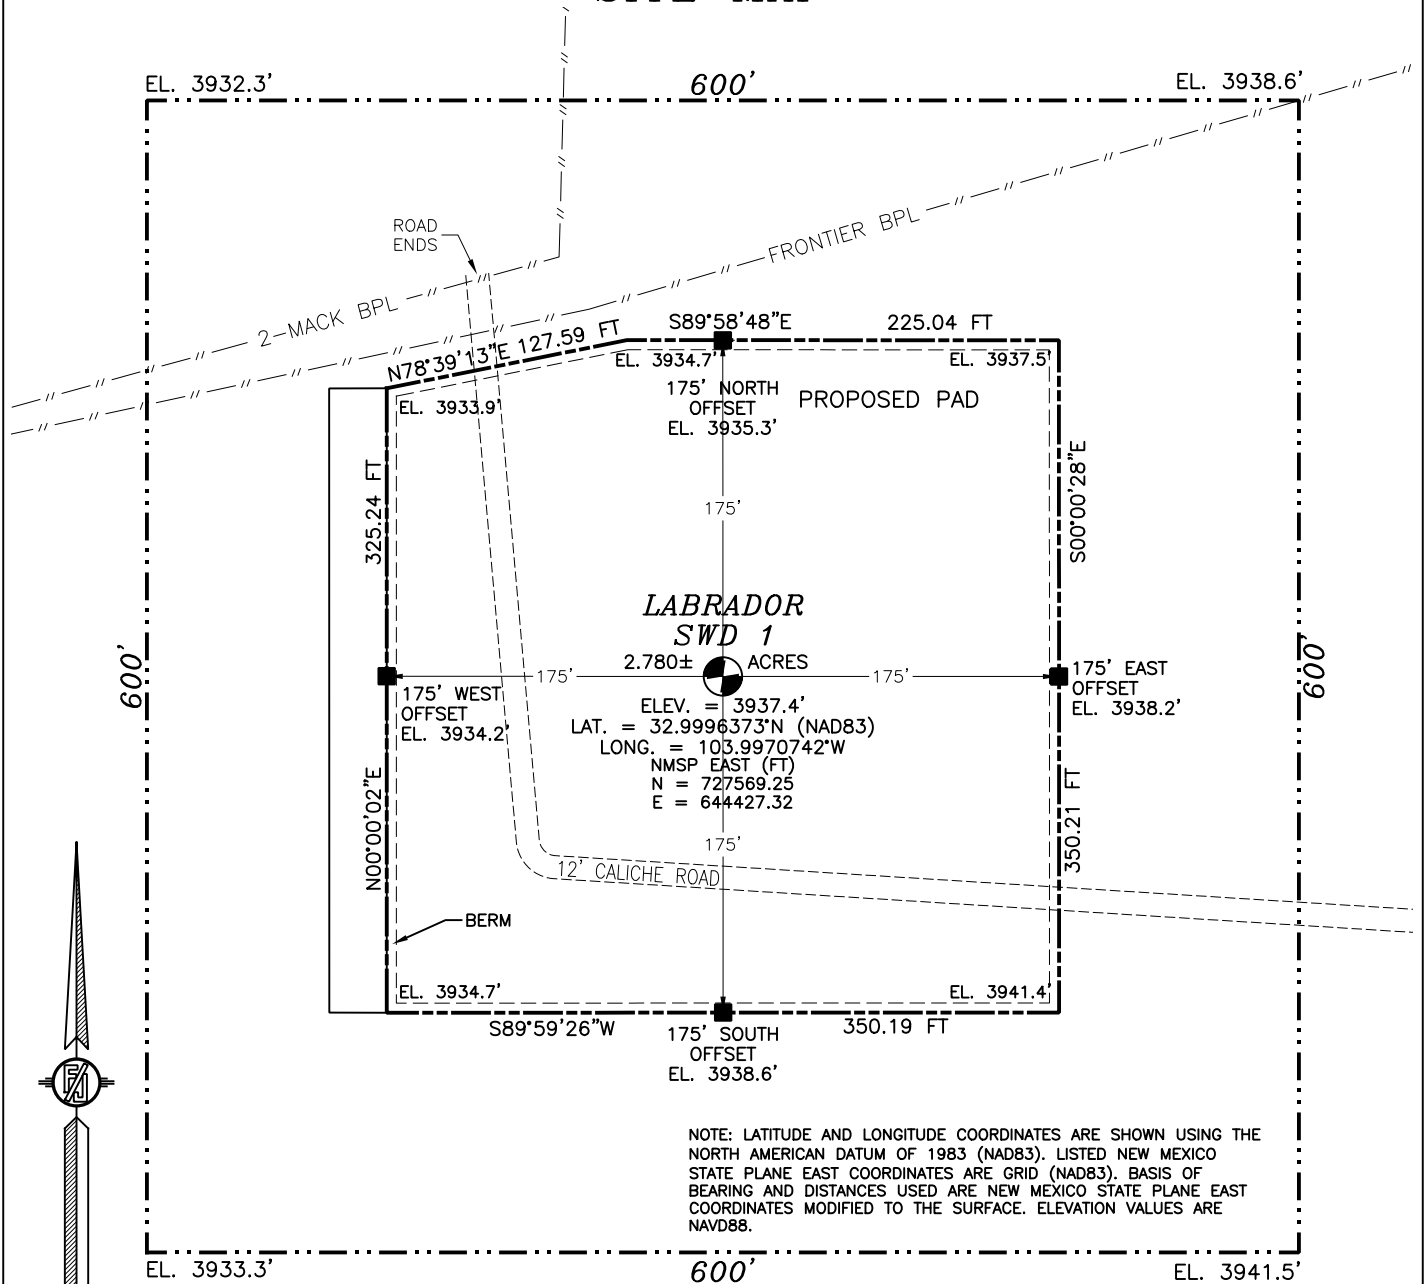 EL. 3932.3'
600'
EL. 3938.6'
ROAD
ENDS
FRONTIER BPL
2-MACK BPL
N78°39'13"E 127.59 FT
S89°58'48"E
225.04 FT
EL. 3934.7'
EL. 3937.5'
175' NORTH
OFFSET
EL. 3935.3'
PROPOSED PAD
EL. 3933.9'
325.24 FT
S00°00'28"E
175'
LABRADOR
SWD 1
2.780± ACRES
600'
175'
175'
600'
175' WEST
OFFSET
EL. 3934.2'
175' EAST
OFFSET
EL. 3938.2'
ELEV. = 3937.4'
LAT. = 32.9996373°N (NAD83)
LONG. = 103.9970742°W
NMSP EAST (FT)
N = 727569.25
E = 644427.32
N00°00'02"E
350.21 FT
175'
12' CALICHE ROAD
BERM
EL. 3934.7'
EL. 3941.4'
S89°59'26"W
350.19 FT
175' SOUTH
OFFSET
EL. 3938.6'
NOTE: LATITUDE AND LONGITUDE COORDINATES ARE SHOWN USING THE
NORTH AMERICAN DATUM OF 1983 (NAD83). LISTED NEW MEXICO
STATE PLANE EAST COORDINATES ARE GRID (NAD83). BASIS OF
BEARING AND DISTANCES USED ARE NEW MEXICO STATE PLANE EAST
COORDINATES MODIFIED TO THE SURFACE. ELEVATION VALUES ARE
NAVD88.
EL. 3933.3'
600'
EL. 3941.5'